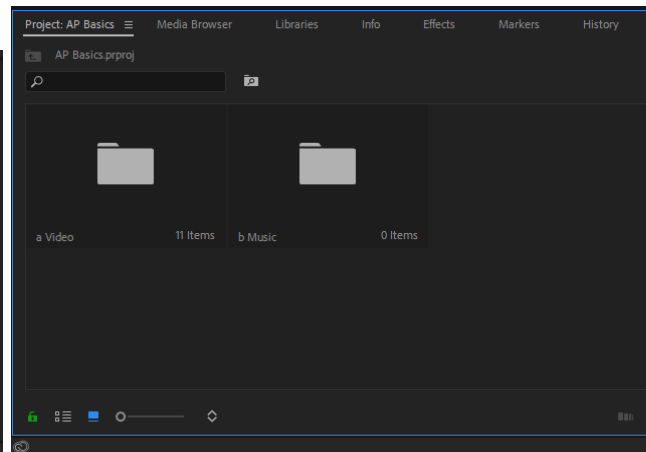 Project: AP Basics Media Browser Libraries Info Effects Markers History
AP Basics.prproj
a Video 11 Items b Music 0 Items